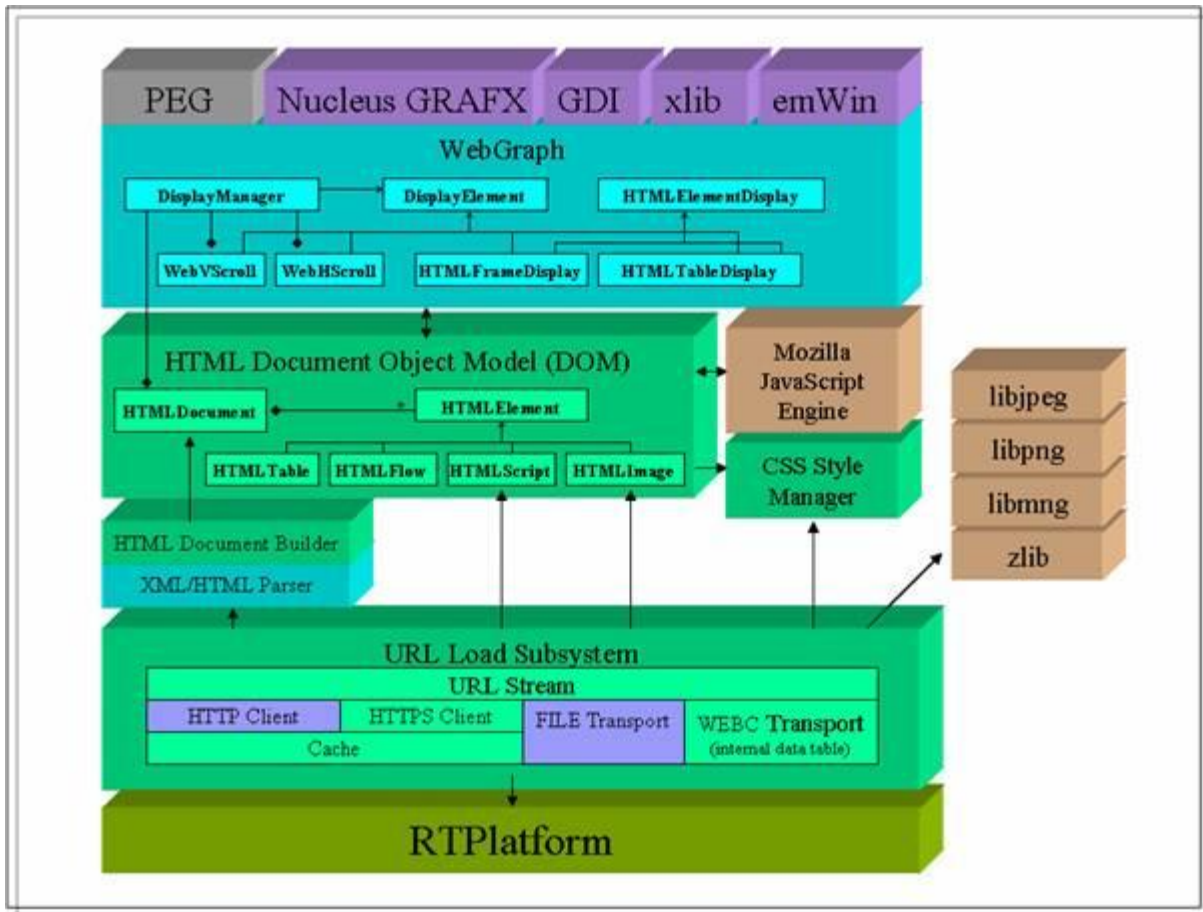 PEG
Nucleus GRAFX
GDI
xlib
emWin
WebGraph
DisplayManager
DisplayElement
HTMLElementDisplay
WebVScroll
WebHScroll
HTMLFrameDisplay
HTMLTableDisplay
HTML Document Object Model (DOM)
HTMLDocument
*
HTMLElement
HTMLTable
HTMLFlow
HTMLScript
HTMLImage
Mozilla
JavaScript
Engine
CSS Style
Manager
libjpeg
libpng
libmng
zlib
HTML Document Builder
XML/HTML Parser
URL Load Subsystem
URL Stream
HTTP Client
HTTPS Client
FILE Transport
WEBC Transport
(internal data table)
Cache
RTPlatform